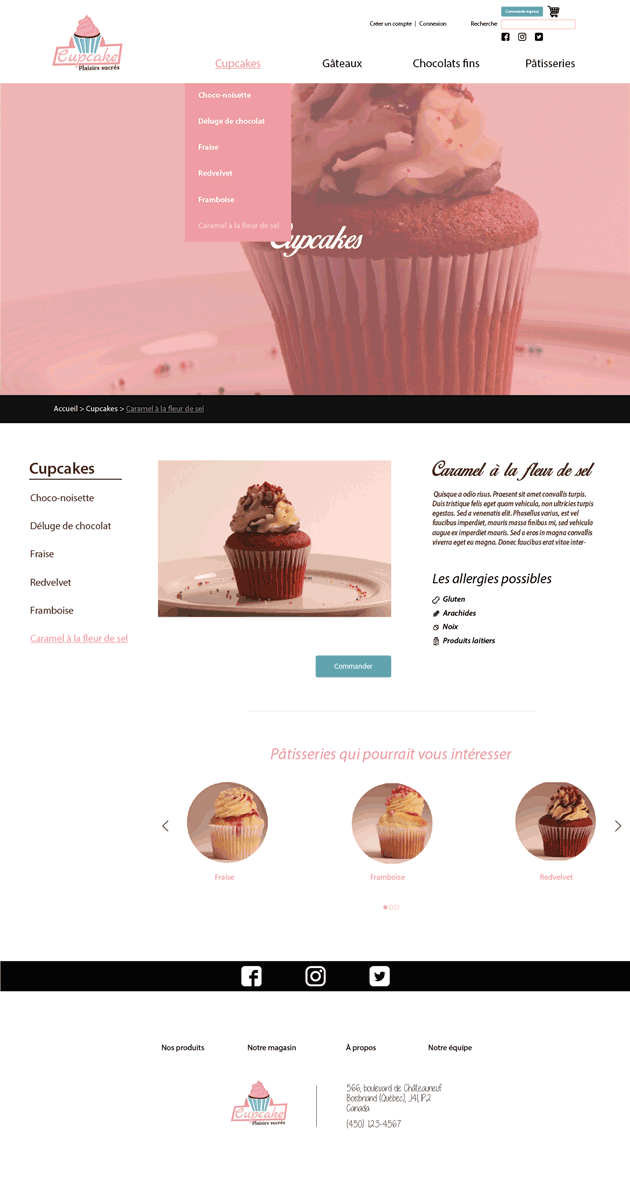 Commande express
Créer un compte | Connexion
Recherche
Cupcake
Plaisirs sucrés
Cupcakes
Gâteaux
Chocolats fins
Pâtisseries
Choco-noisette
Déluge de chocolat
Fraise
Redvelvet
Framboise
Caramel à la fleur de sel
Cupcakes
Accueil > Cupcakes > Caramel à la fleur de sel
Cupcakes
Choco-noisette
Déluge de chocolat
Fraise
Redvelvet
Framboise
Caramel à la fleur de sel
Commander
Caramel à la fleur de sel
Quisque a odio risus. Praesent sit amet convallis turpis.
Duis tristique felis eget quam vehicula, non ultricies turpis
egestas. Sed a venenatis elit. Phasellus varius, est vel
faucibus imperdiet, mauris massa finibus mi, sed vehicula
augue ex imperdiet mauris. Sed a eros in magna convallis
viverra eget eu magna. Donec faucibus erat vitae inter-
Les allergies possibles
Gluten
Arachides
Noix
Produits laitiers
Pâtisseries qui pourrait vous intéresser
Fraise
Framboise
Redvelvet
Nos produits
Notre magasin
À propos
Notre équipe
Cupcake
Plaisirs sucrés
566, boulevard de Châteauneuf
Boisbriand (Québec), J4L1P2
Canada
(450) 123-4567